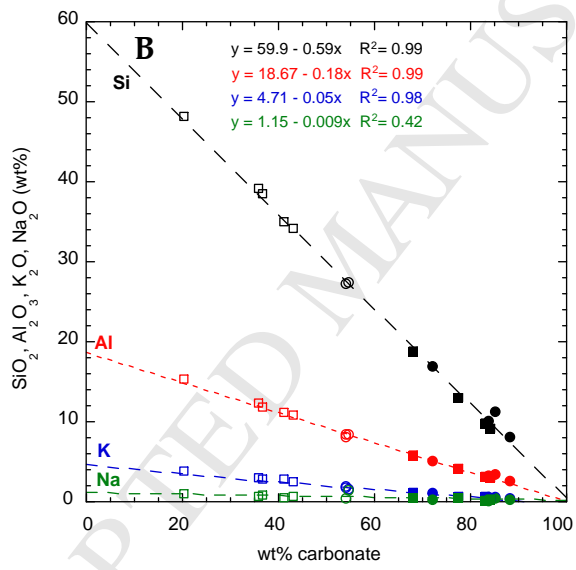 B
y = 59.9 - 0.59x R²= 0.99
y = 18.67 - 0.18x R²= 0.99
y = 4.71 - 0.05x R²= 0.98
y = 1.15 - 0.009x R²= 0.42
Si
Al
K
Na
60
50
40
30
20
10
0
SiO₂, Al₂O₃, K₂O, Na₂O (wt%)
0 20 40 60 80 100
wt% carbonate
PTED MANUS